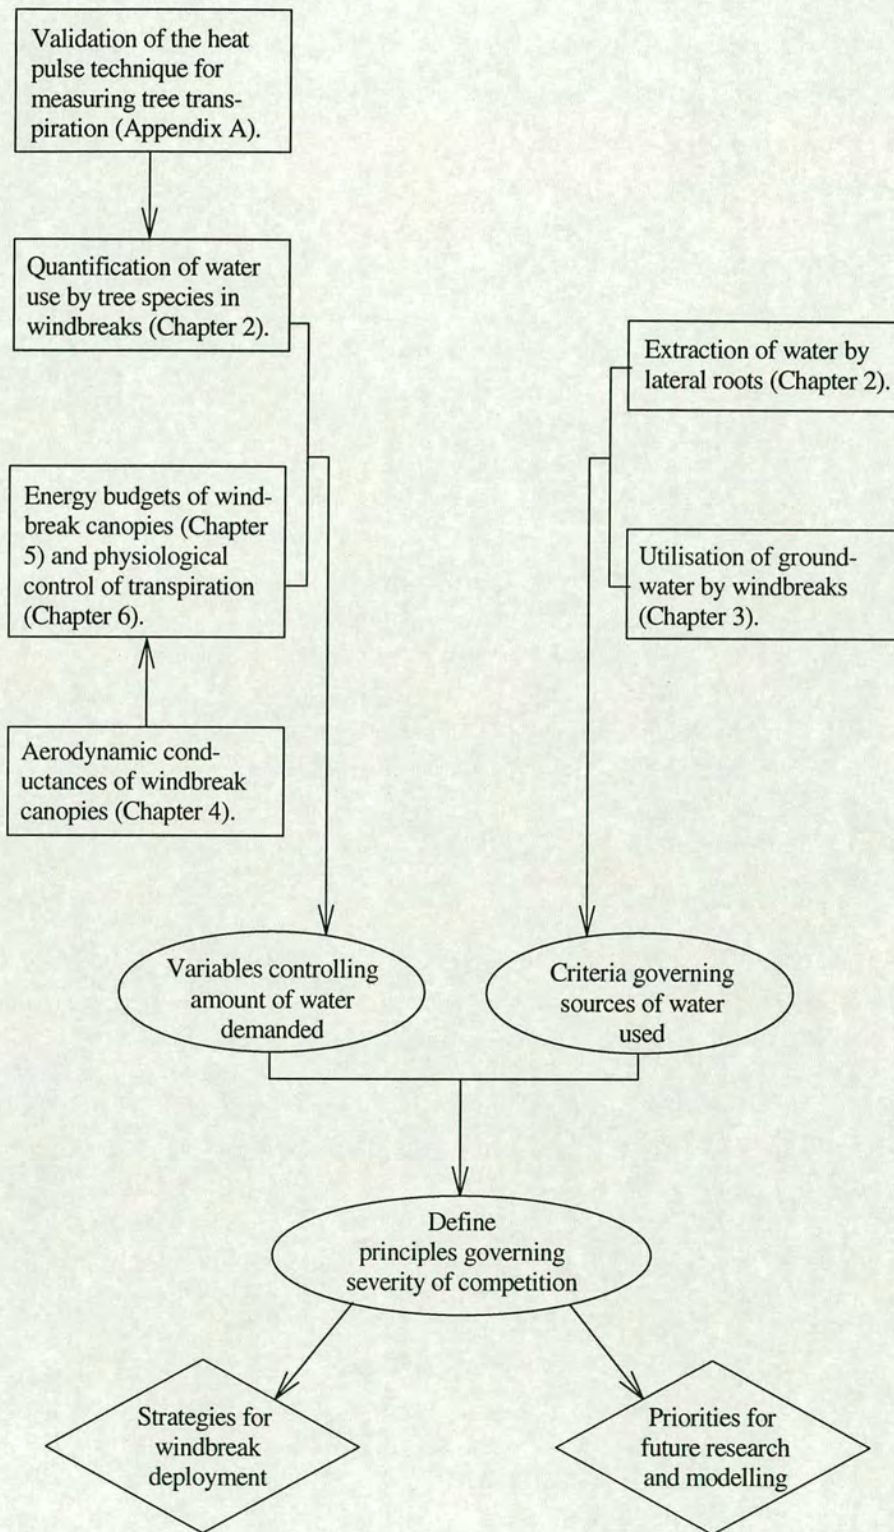 Validation of the heat
pulse technique for
measuring tree trans-
piration (Appendix A).
Quantification of water
use by tree species in
windbreaks (Chapter 2).
Extraction of water by
lateral roots (Chapter 2).
Energy budgets of wind-
break canopies (Chapter
5) and physiological
control of transpiration
(Chapter 6).
Utilisation of ground-
water by windbreaks
(Chapter 3).
Aerodynamic cond-
uctances of windbreak
canopies (Chapter 4).
Variables controlling
amount of water
demanded
Criteria governing
sources of water
used
Define
principles governing
severity of competition
Strategies for
windbreak
deployment
Priorities for
future research
and modelling